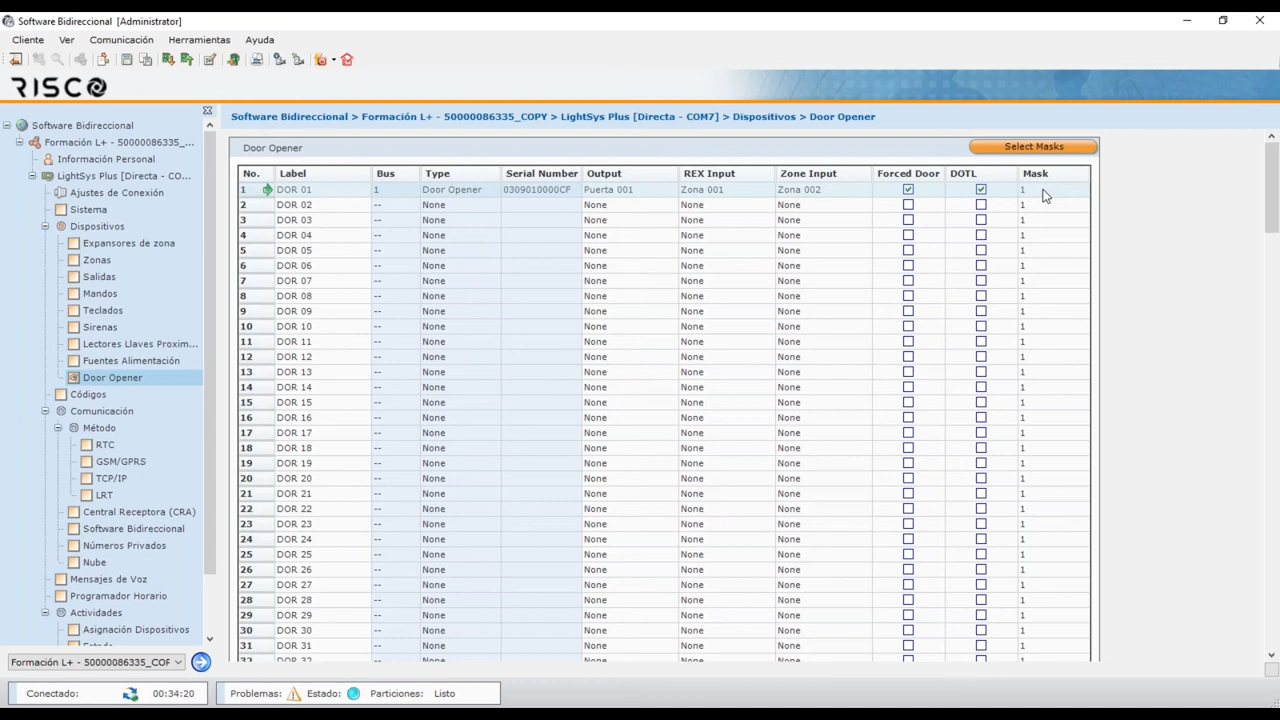 Software Bidireccional [Administrator]
Cliente Ver Comunicación Herramientas Ayuda
RISCO
Software Bidireccional > Formación L+ - 50000086335_COPY > LightSys Plus [Directa - COM7] > Dispositivos > Door Opener
Software Bidireccional
Formación L+ - 50000086335_...
Información Personal
LightSys Plus [Directa - CO...
Ajustes de Conexión
Sistema
Dispositivos
Expansores de zona
Zonas
Salidas
Mandos
Teclados
Sirenas
Lectores Llaves Proxim...
Fuentes Alimentación
Door Opener
Códigos
Comunicación
Método
RTC
GSM/GPRS
TCP/IP
LRT
Central Receptora (CRA)
Software Bidireccional
Números Privados
Nube
Mensajes de Voz
Programador Horario
Actividades
Asignación Dispositivos
Formación L+ - 50000086335_COF
Door Opener Select Masks
No. Label Bus Type Serial Number Output REX Input Zone Input Forced Door DOTL Mask
1 DOR 01 1 Door Opener 0309010000CF Puerta 001 Zona 001 Zona 002 1
2 DOR 02 -- None None None None 1
3 DOR 03 -- None None None None 1
4 DOR 04 -- None None None None 1
5 DOR 05 -- None None None None 1
6 DOR 06 -- None None None None 1
7 DOR 07 -- None None None None 1
8 DOR 08 -- None None None None 1
9 DOR 09 -- None None None None 1
10 DOR 10 -- None None None None 1
11 DOR 11 -- None None None None 1
12 DOR 12 -- None None None None 1
13 DOR 13 -- None None None None 1
14 DOR 14 -- None None None None 1
15 DOR 15 -- None None None None 1
16 DOR 16 -- None None None None 1
17 DOR 17 -- None None None None 1
18 DOR 18 -- None None None None 1
19 DOR 19 -- None None None None 1
20 DOR 20 -- None None None None 1
21 DOR 21 -- None None None None 1
22 DOR 22 -- None None None None 1
23 DOR 23 -- None None None None 1
24 DOR 24 -- None None None None 1
25 DOR 25 -- None None None None 1
26 DOR 26 -- None None None None 1
27 DOR 27 -- None None None None 1
28 DOR 28 -- None None None None 1
29 DOR 29 -- None None None None 1
30 DOR 30 -- None None None None 1
31 DOR 31 -- None None None None 1
32 DOR 32 -- None None None None 1
Conectado: 00:34:20 Problemas: Estado: Particiones: Listo